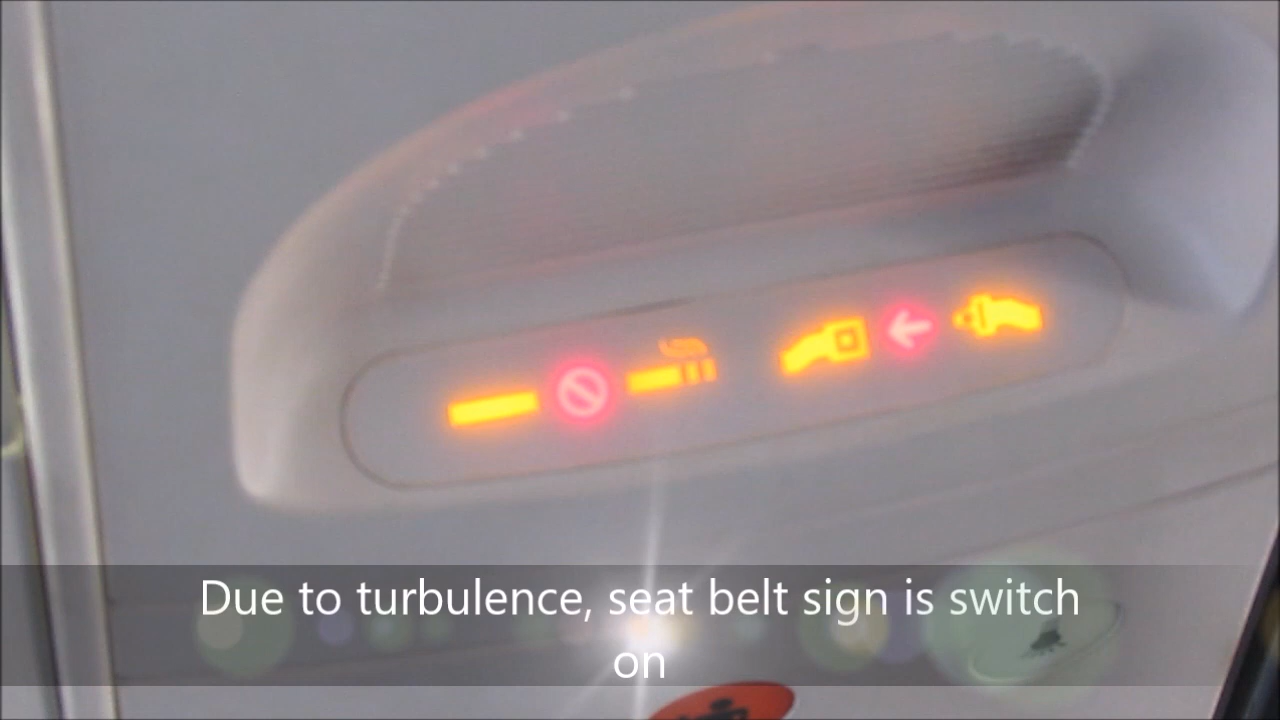 Due to turbulence, seat belt sign is switch
on